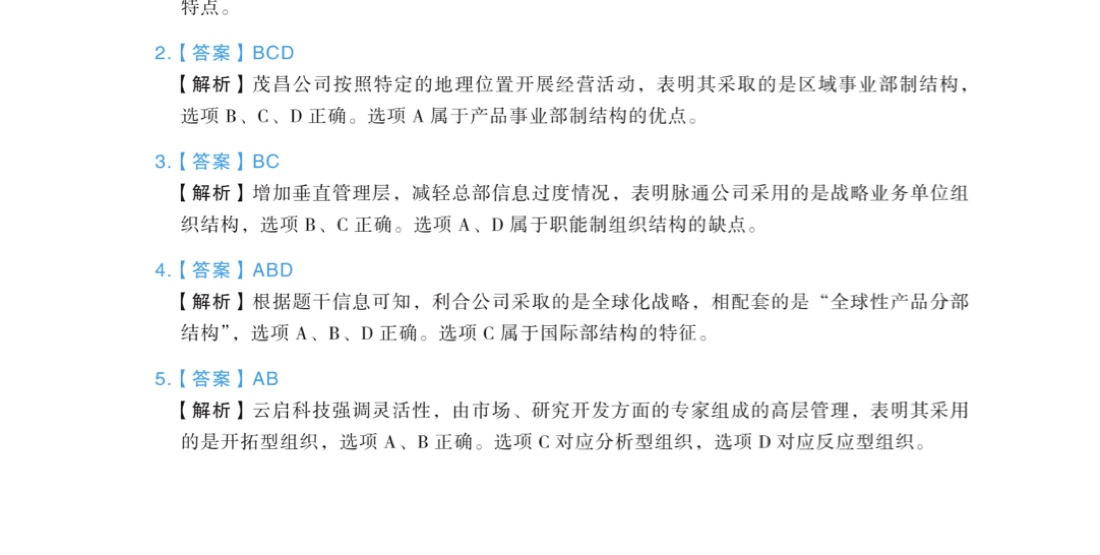 特点。
2.【答案】BCD
【解析】茂昌公司按照特定的地理位置开展经营活动，表明其采取的是区域事业部制结构，
选项 B、C、D 正确。选项 A 属于产品事业部制结构的优点。
3.【答案】BC
【解析】增加垂直管理层，减轻总部信息过度情况，表明脉通公司采用的是战略业务单位组
织结构，选项 B、C 正确。选项 A、D 属于职能制组织结构的缺点。
4.【答案】ABD
【解析】根据题干信息可知，利合公司采取的是全球化战略，相配套的是“全球性产品分部
结构”，选项 A、B、D 正确。选项 C 属于国际部结构的特征。
5.【答案】AB
【解析】云启科技强调灵活性，由市场、研究开发方面的专家组成的高层管理，表明其采用
的是开拓型组织，选项 A、B 正确。选项 C 对应分析型组织，选项 D 对应反应型组织。